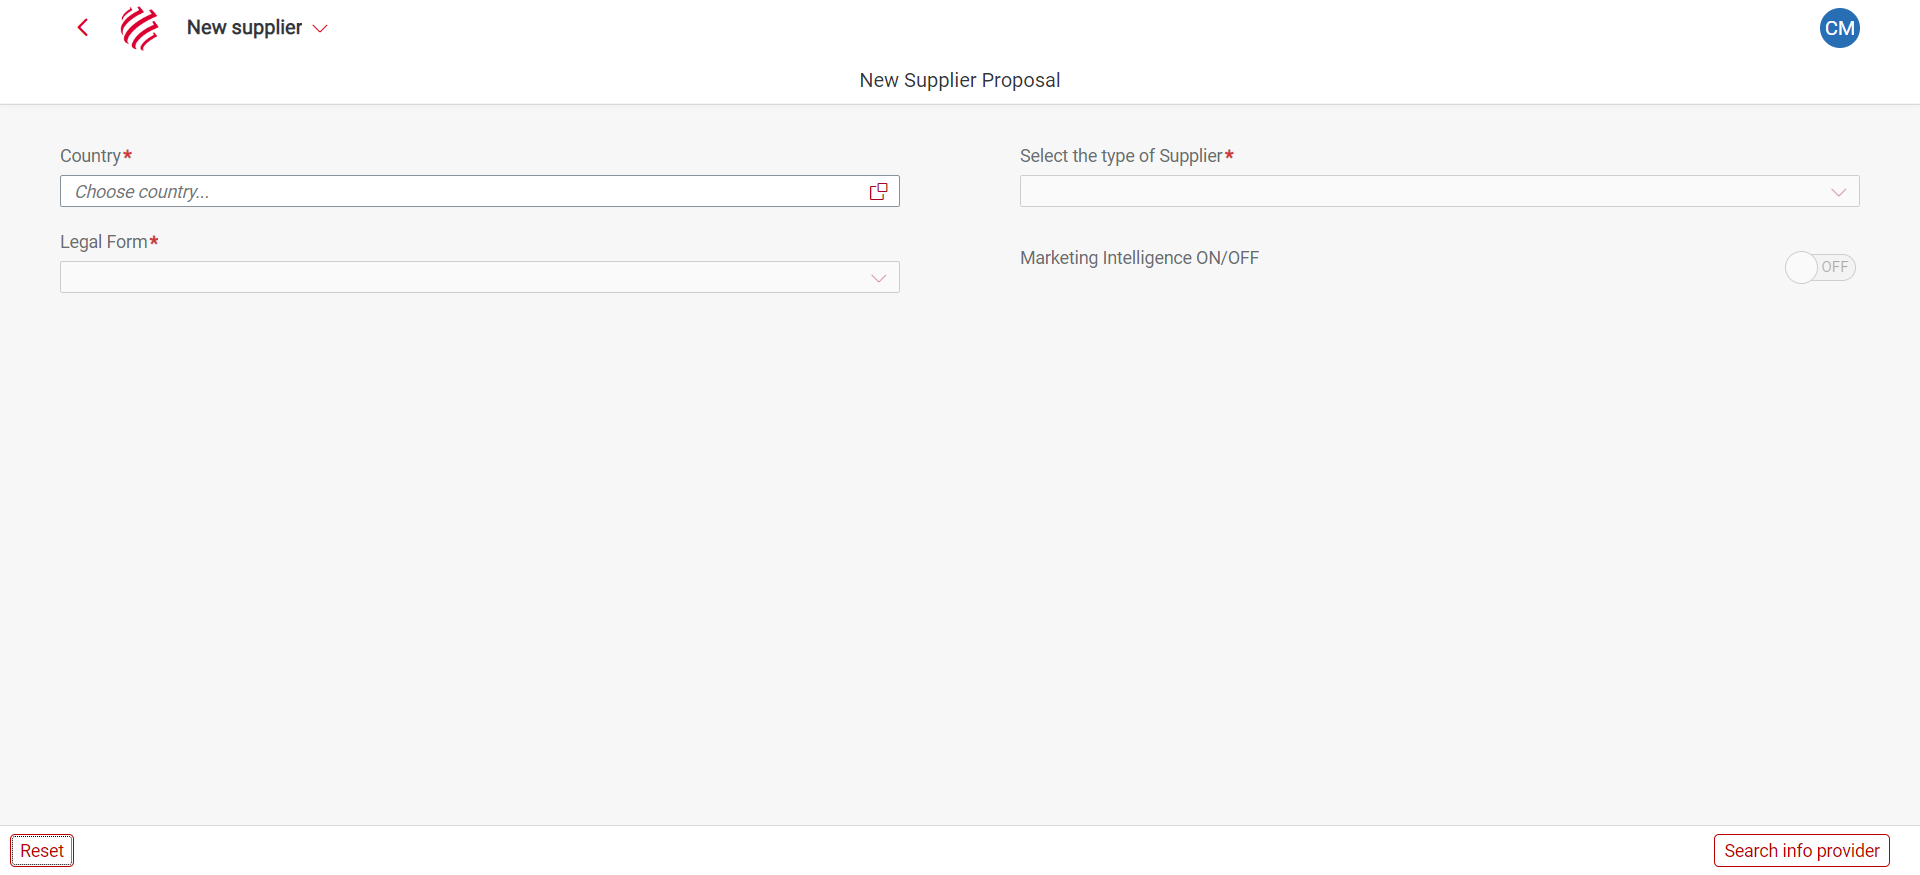 New supplier
CM
New Supplier Proposal
Country*
Choose country...
Select the type of Supplier*
Legal Form*
Marketing Intelligence ON/OFF
OFF
Reset
Search info provider